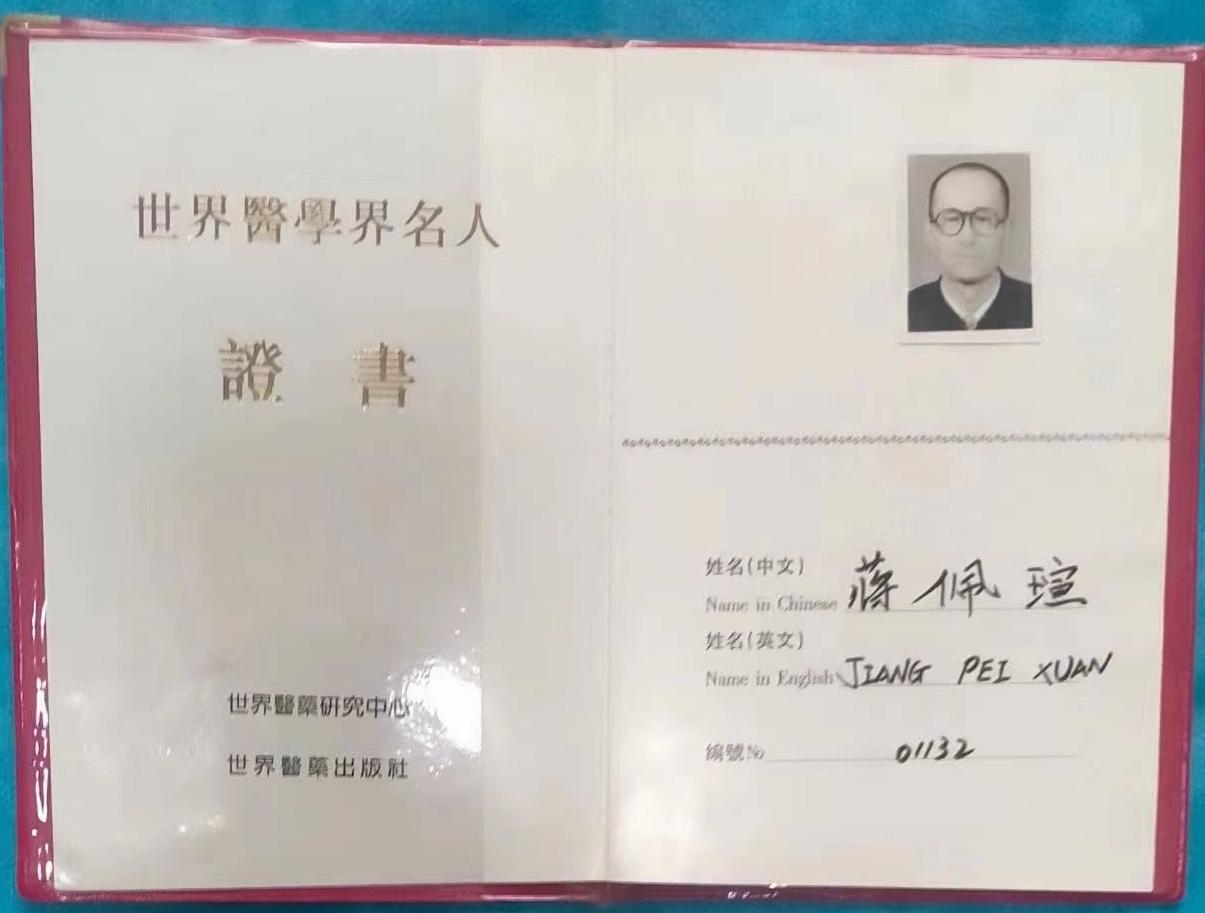 世界醫學界名人
證書
世界醫藥研究中心
世界醫藥出版社
姓名(中文)
Name in Chinese 蔣佩瑄
姓名(英文)
Name in English JIANG PEI XUAN
編號№ 01132